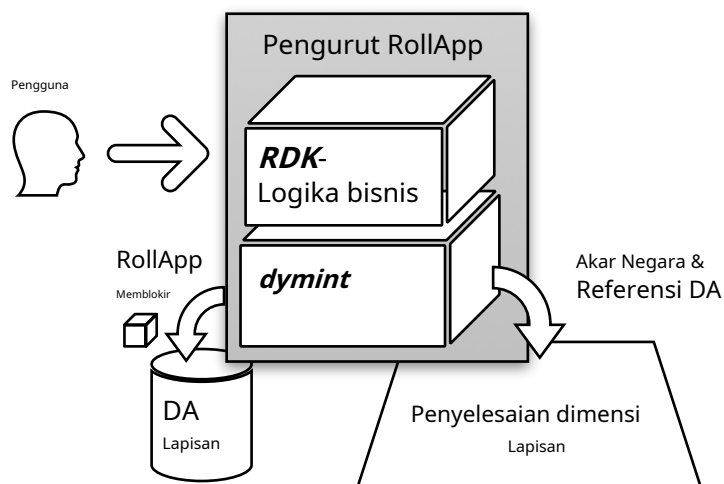 Pengurut RollApp
Pengguna
RDK-
Logika bisnis
dymint
RollApp
Memblokir
Akar Negara &
Referensi DA
DA
Lapisan
Penyelesaian dimensi
Lapisan